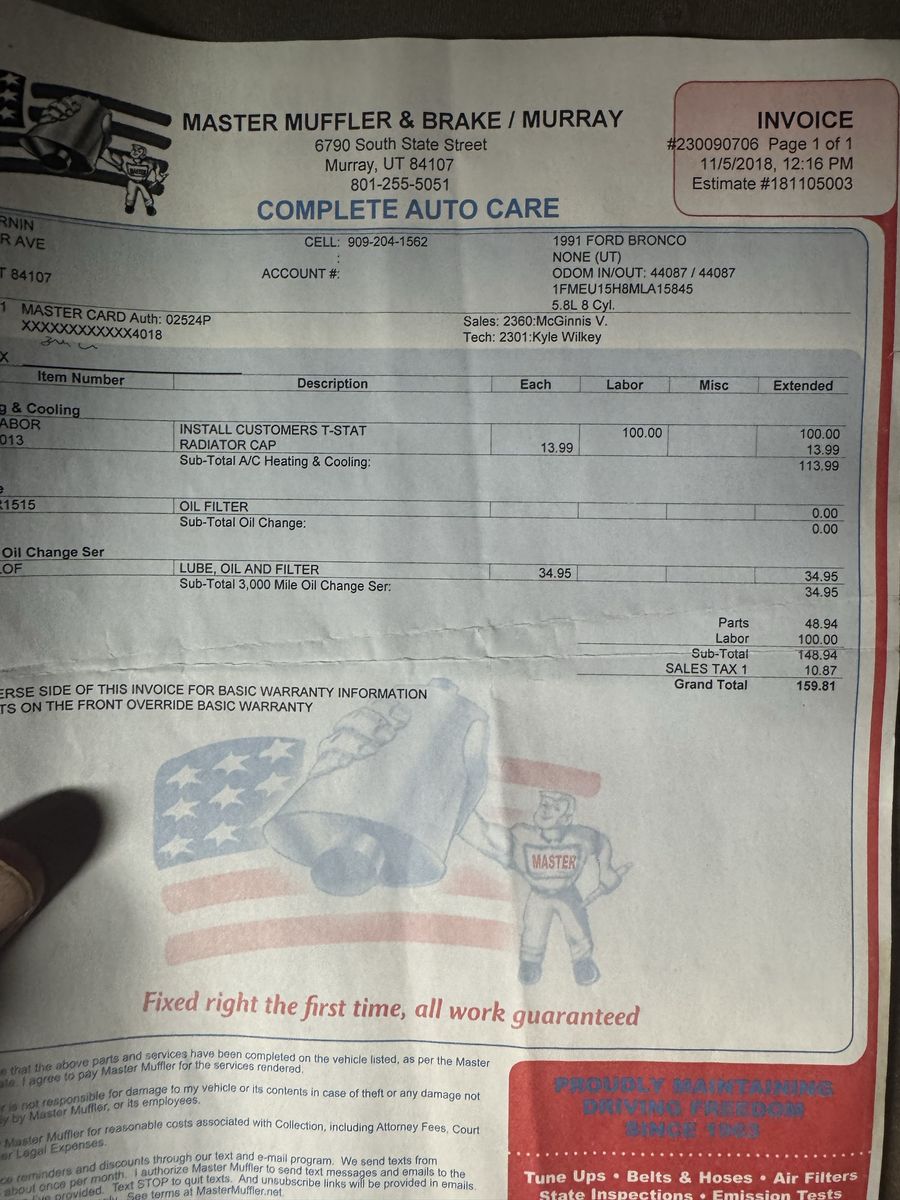 MASTER MUFFLER & BRAKE / MURRAY
6790 South State Street
Murray, UT 84107
801-255-5051
COMPLETE AUTO CARE
INVOICE
#230090706 Page 1 of 1
11/5/2018, 12:16 PM
Estimate #181105003
RNIN
R AVE
T 84107
CELL: 909-204-1562
:
ACCOUNT #:
1991 FORD BRONCO
NONE (UT)
ODOM IN/OUT: 44087 / 44087
1FMEU15H8MLA15845
5.8L 8 Cyl.
1 MASTER CARD Auth: 02524P
XXXXXXXXXXXX4018
Sales: 2360:McGinnis V.
Tech: 2301:Kyle Wilkey
X
Item Number Description Each Labor Misc Extended
g & Cooling
ABOR INSTALL CUSTOMERS T-STAT 100.00 100.00
013 RADIATOR CAP 13.99 13.99
Sub-Total A/C Heating & Cooling: 113.99
e
R1515 OIL FILTER 0.00
Sub-Total Oil Change: 0.00
Oil Change Ser
LOF LUBE, OIL AND FILTER 34.95 34.95
Sub-Total 3,000 Mile Oil Change Ser: 34.95
Parts 48.94
Labor 100.00
Sub-Total 148.94
SALES TAX 1 10.87
Grand Total 159.81
ERSE SIDE OF THIS INVOICE FOR BASIC WARRANTY INFORMATION
TS ON THE FRONT OVERRIDE BASIC WARRANTY
MASTER
Fixed right the first time, all work guaranteed
e that the above parts and services have been completed on the vehicle listed, as per the Master
ate. I agree to pay Master Muffler for the services rendered.
r is not responsible for damage to my vehicle or its contents in case of theft or any damage not
y by Master Muffler, or its employees.
Master Muffler for reasonable costs associated with Collection, including Attorney Fees, Court
er Legal Expenses.
ce reminders and discounts through our text and e-mail program. We send texts from
about once per month. I authorize Master Muffler to send text messages and emails to the
provided. Text STOP to quit texts. And unsubscribe links will be provided in emails.
See terms at MasterMuffler.net.
PROUDLY MAINTAINING
DRIVING FREEDOM
SINCE 1963
Tune Ups • Belts & Hoses • Air Filters
State Inspections • Emission Tests